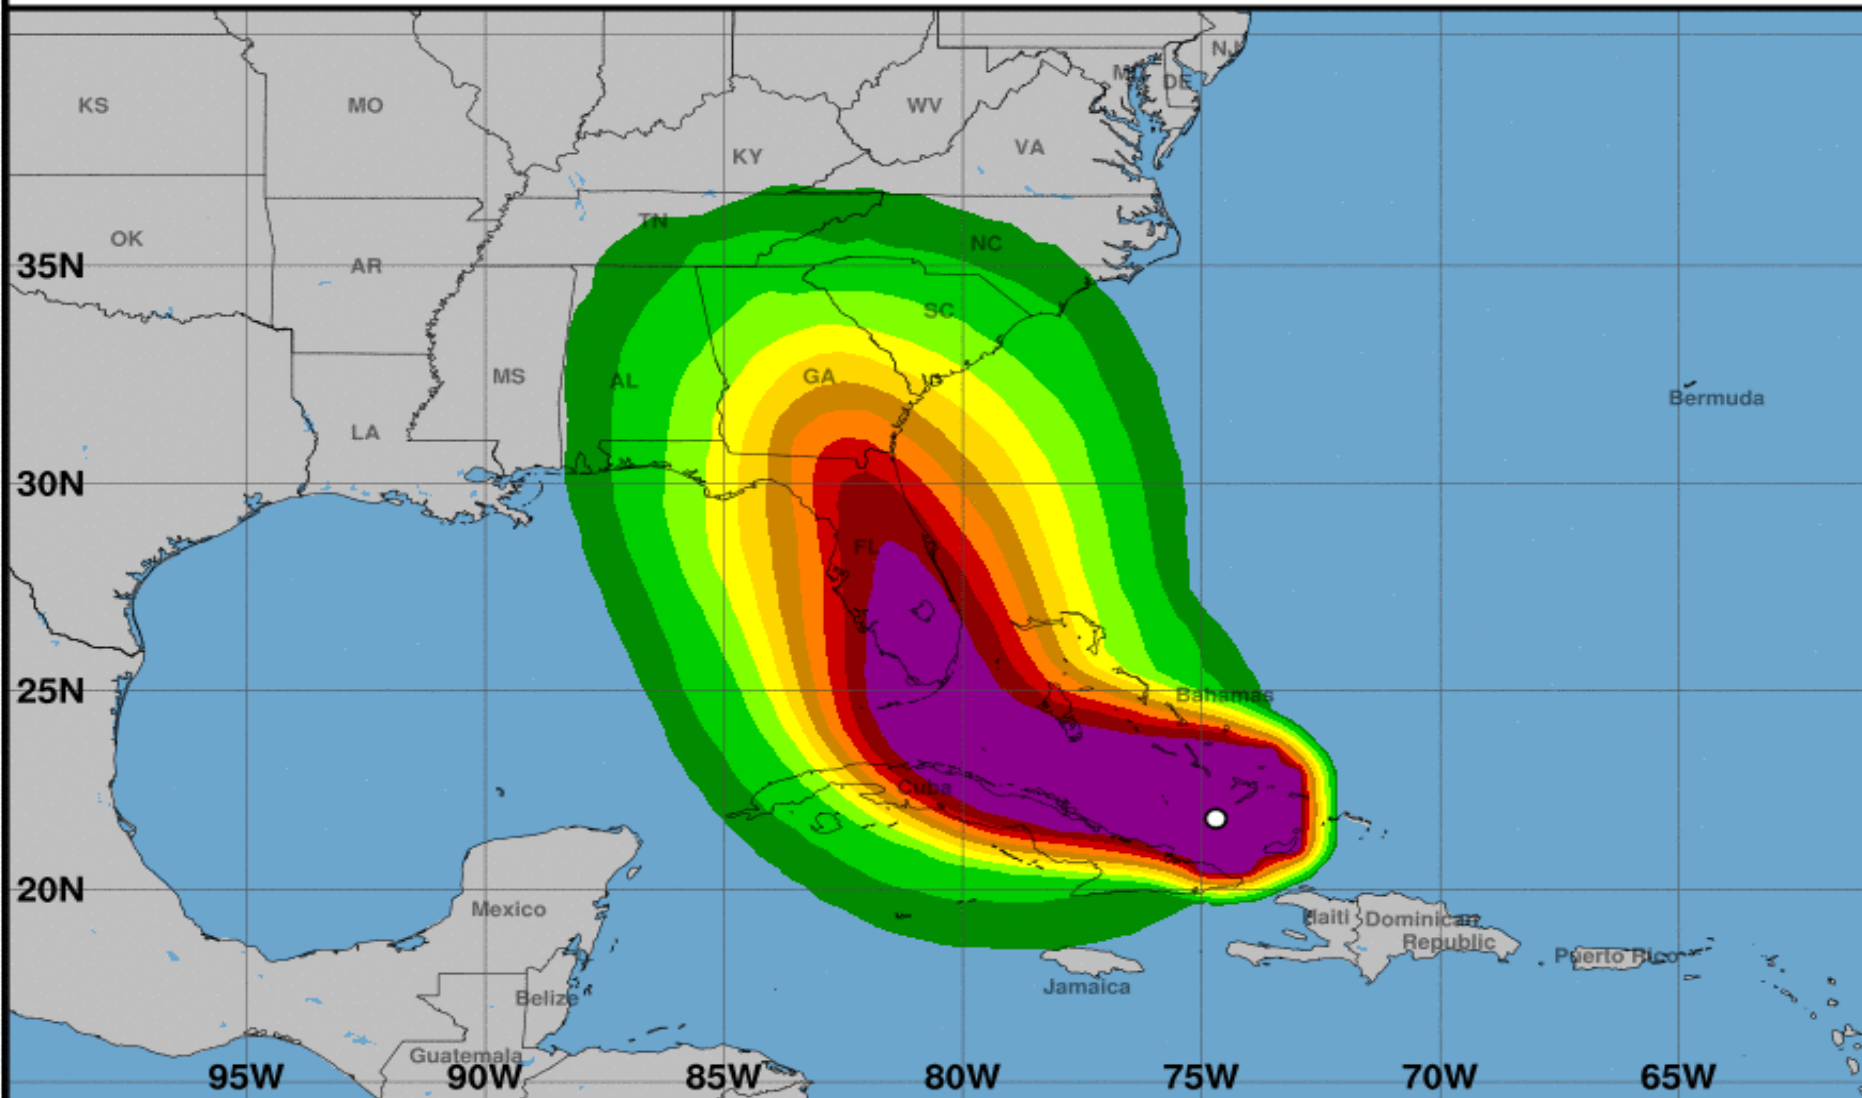 NJ
M
DE
KS
MO
WV
VA
KY
TN
OK
NC
35N
AR
SC
MS
AL
GA
Bermuda
LA
30N
FL
25N
Bahamas
Cuba
20N
Mexico
Haiti
Dominican
Republic
Puerto Rico
Jamaica
Belize
Guatemala
95W
90W
85W
80W
75W
70W
65W